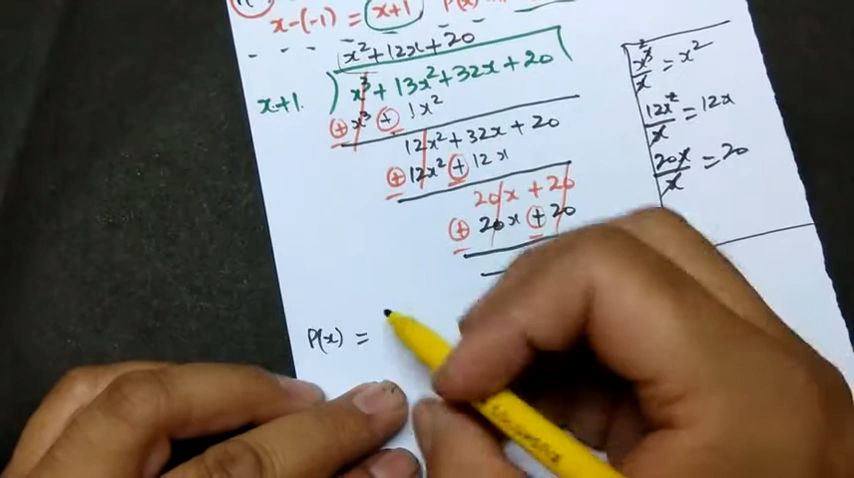 x-(-1) = x+1 P(x)
x²+12x+20
x+1 ) x³+13x²+32x+20
x³ + 1x²
12x²+32x+20
12x² + 12x
20x + 20
20x + 20
P(x) =
x³/x = x²
12x²/x = 12x
20x/x = 20